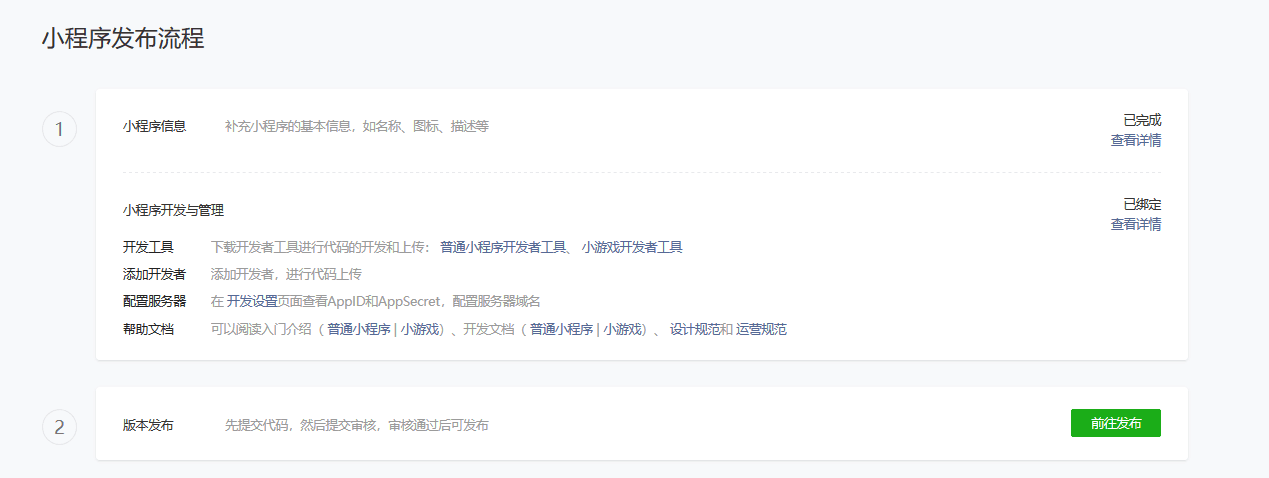 小程序发布流程
1
小程序信息 补充小程序的基本信息，如名称、图标、描述等 已完成
查看详情
小程序开发与管理 已绑定
查看详情
开发工具 下载开发者工具进行代码的开发和上传： 普通小程序开发者工具、 小游戏开发者工具
添加开发者 添加开发者，进行代码上传
配置服务器 在 开发设置页面查看AppID和AppSecret，配置服务器域名
帮助文档 可以阅读入门介绍（ 普通小程序 | 小游戏）、开发文档（ 普通小程序 | 小游戏）、 设计规范和 运营规范
2
版本发布 先提交代码，然后提交审核，审核通过后可发布 前往发布